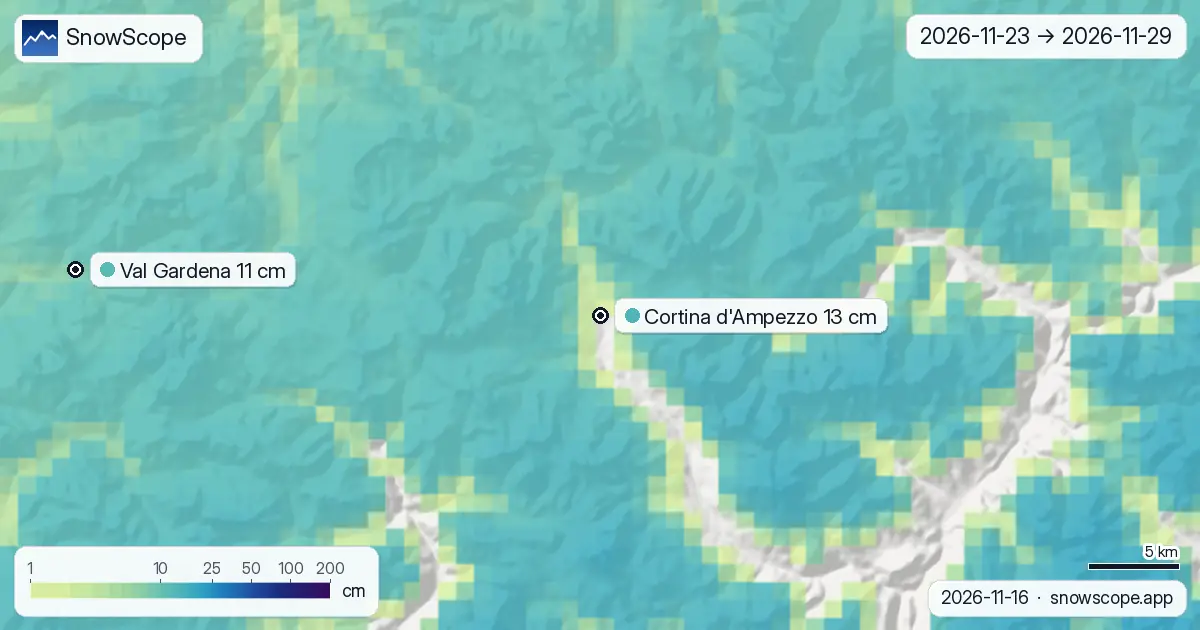 SnowScope
2026-11-23 → 2026-11-29
Val Gardena 11 cm
Cortina d'Ampezzo 13 cm
1 10 25 50 100 200
cm
5 km
2026-11-16 · snowscope.app